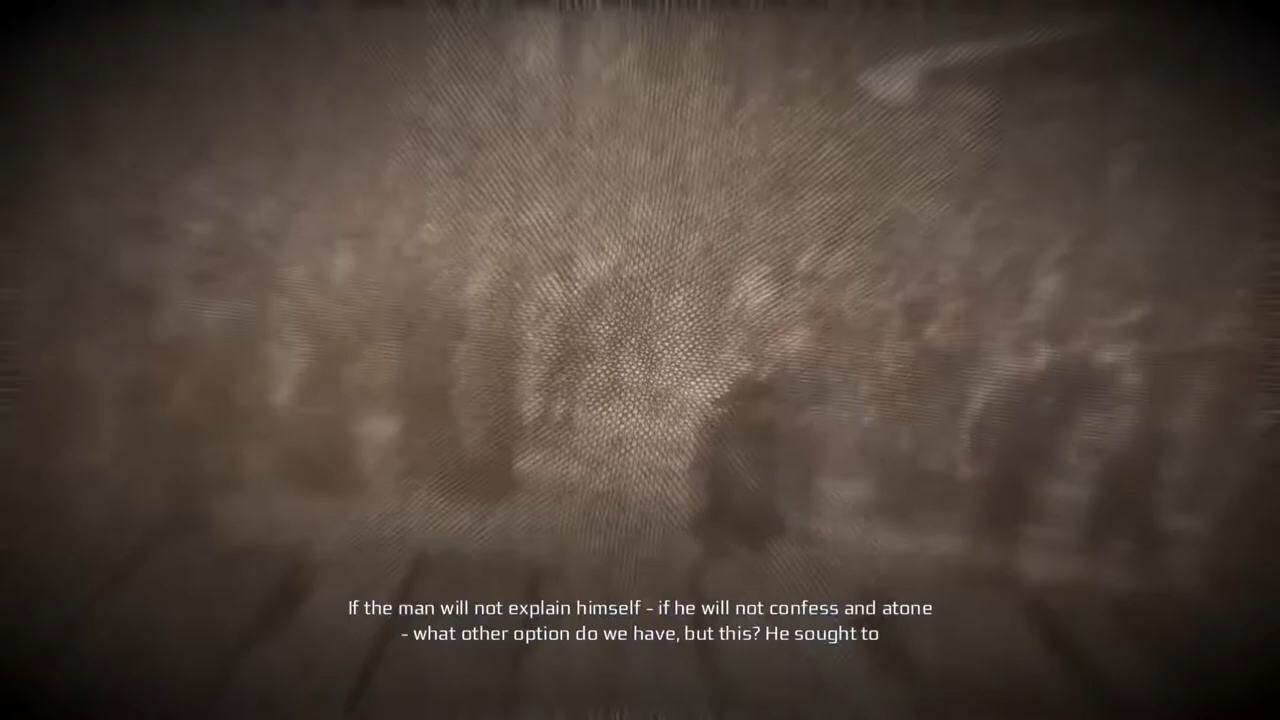 If the man will not explain himself - if he will not confess and atone
- what other option do we have, but this? He sought to